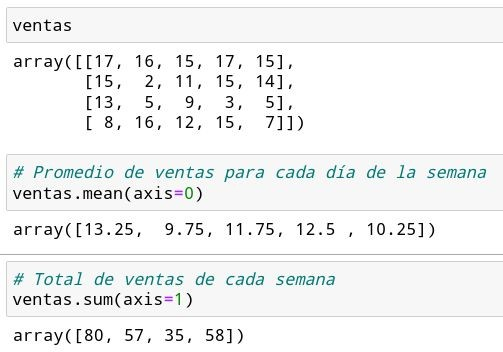 ventas
array([[17, 16, 15, 17, 15],
       [15,  2, 11, 15, 14],
       [13,  5,  9,  3,  5],
       [ 8, 16, 12, 15,  7]])
# Promedio de ventas para cada día de la semana
ventas.mean(axis=0)
array([13.25,  9.75, 11.75, 12.5 , 10.25])
# Total de ventas de cada semana
ventas.sum(axis=1)
array([80, 57, 35, 58])